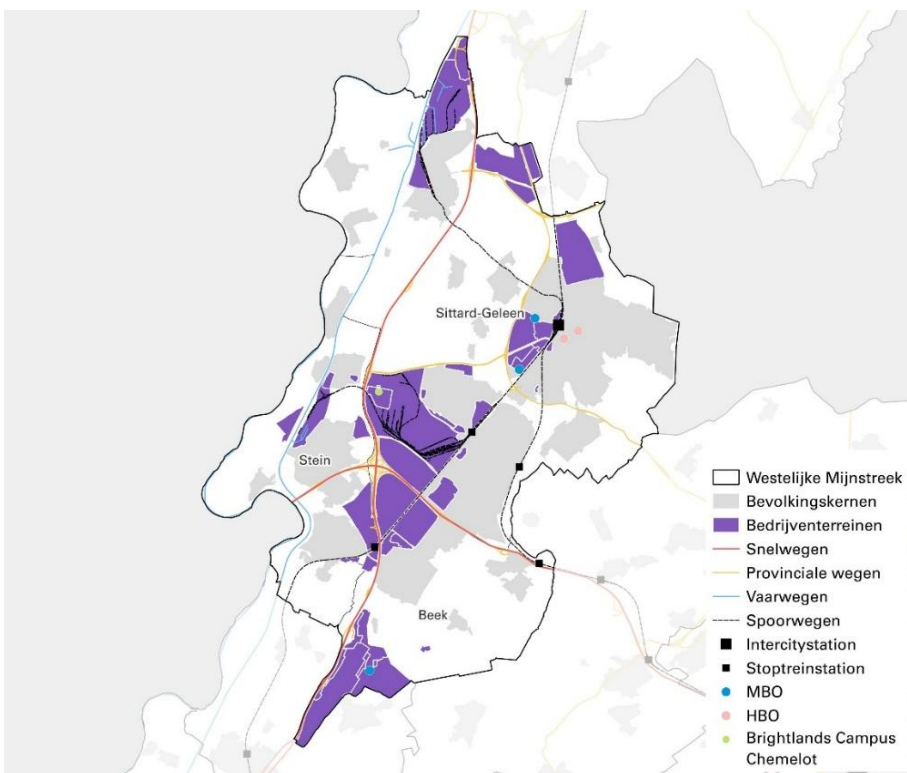 Sittard-Geleen
Stein
Beek
Westelijke Mijnstreek
Bevolkingskernen
Bedrijventerreinen
Snelwegen
Provinciale wegen
Vaarwegen
Spoorwegen
Intercitystation
Stoptreinstation
MBO
HBO
Brightlands Campus
Chemelot